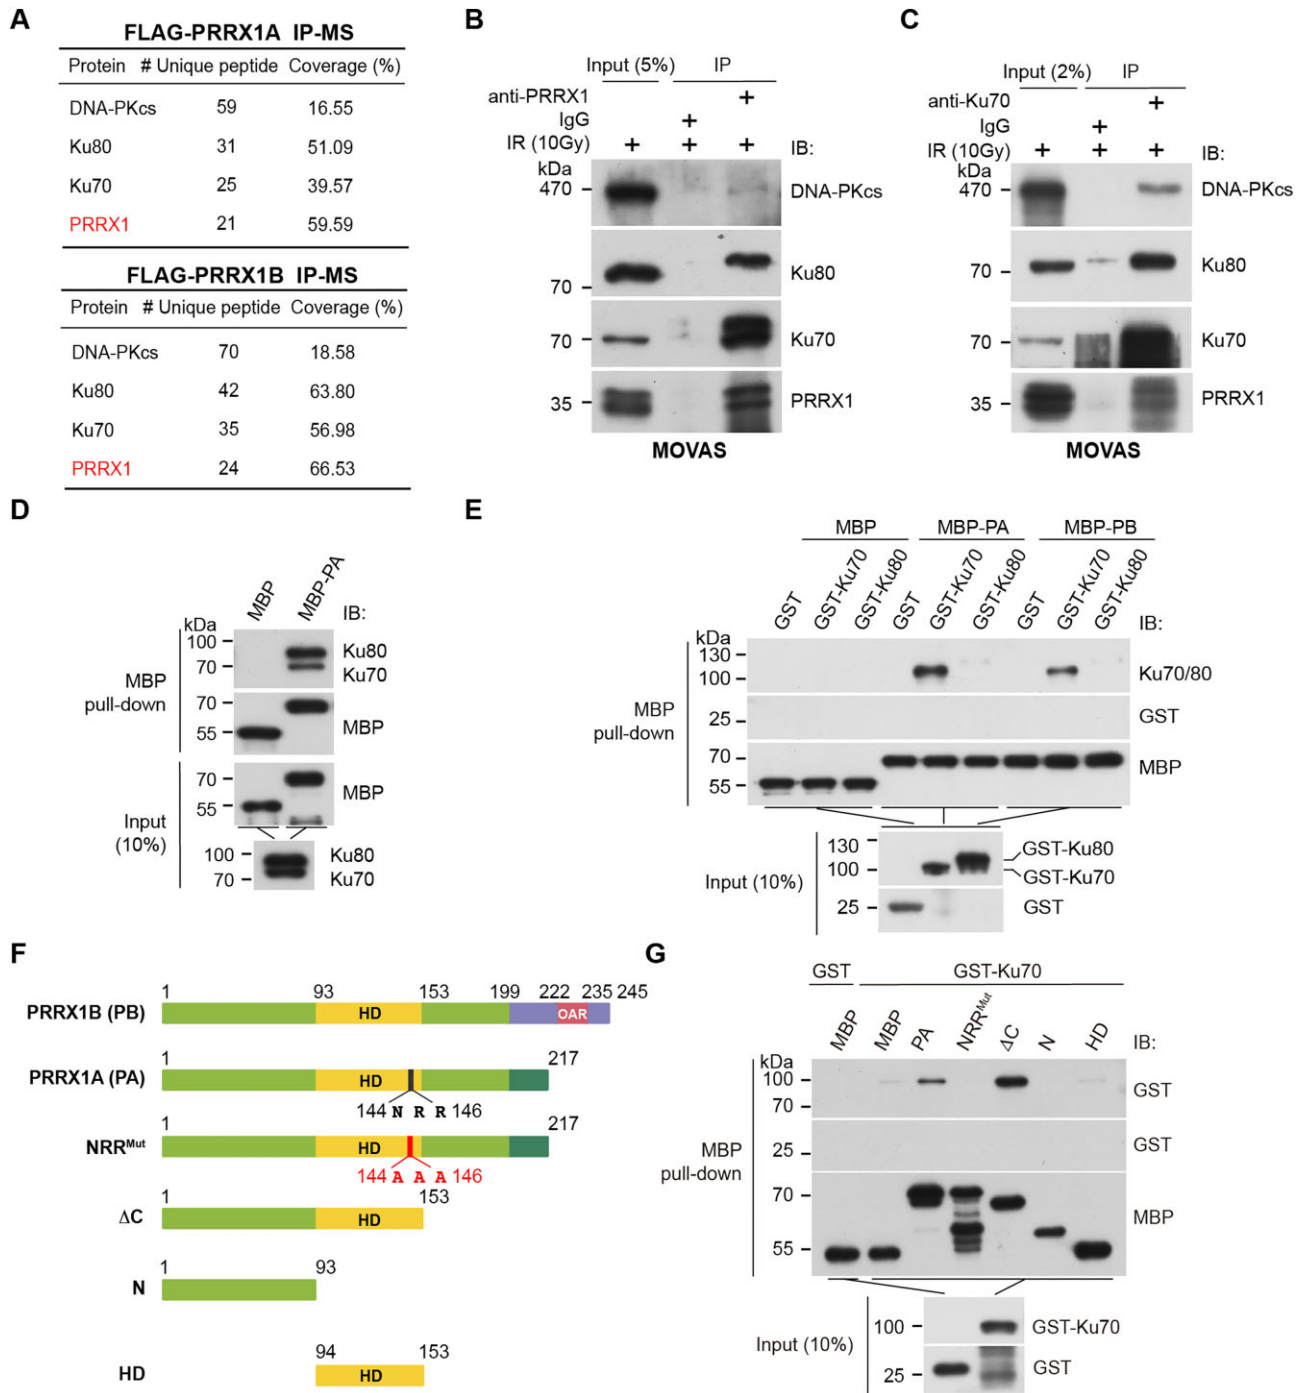 A
FLAG-PRRX1A IP-MS
Protein # Unique peptide Coverage (%)
DNA-PKcs 59 16.55
Ku80 31 51.09
Ku70 25 39.57
PRRX1 21 59.59
FLAG-PRRX1B IP-MS
Protein # Unique peptide Coverage (%)
DNA-PKcs 70 18.58
Ku80 42 63.80
Ku70 35 56.98
PRRX1 24 66.53
B
Input (5%) IP
anti-PRRX1 +
IgG +
IR (10Gy) + + + IB:
kDa
470 DNA-PKcs
Ku80
70
70 Ku70
35 PRRX1
MOVAS
C
Input (2%) IP
anti-Ku70 +
IgG +
IR (10Gy) + + + IB:
kDa
470 DNA-PKcs
70 Ku80
70 Ku70
35 PRRX1
MOVAS
D
MBP MBP-PA
kDa IB:
100 Ku80
70 Ku70
MBP pull-down
70
55 MBP
Input (10%)
70 MBP
55
100 Ku80
70 Ku70
E
MBP MBP-PA MBP-PB
GST GST-Ku70 GST-Ku80 GST GST-Ku70 GST-Ku80 GST GST-Ku70 GST-Ku80
kDa IB:
130
100 Ku70/80
MBP pull-down
25 GST
70 MBP
55
Input (10%)
130 GST-Ku80
100 GST-Ku70
25 GST
F
1 93 153 199 222 235 245
PRRX1B (PB) HD OAR
1 217
PRRX1A (PA) HD
144 N R R 146
1 217
NRRMut HD
144 A A A 146
1 153
ΔC HD
1 93
N
94 153
HD HD
G
GST GST-Ku70
MBP MBP PA NRRMut ΔC N HD
kDa IB:
100 GST
70
MBP pull-down
25 GST
70 MBP
55
Input (10%)
100 GST-Ku70
25 GST